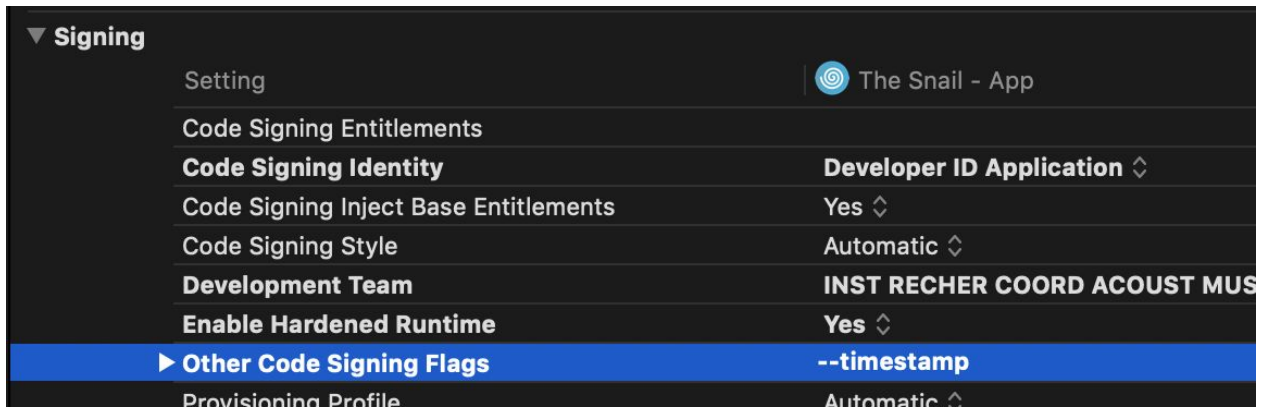 Signing
Setting The Snail - App
Code Signing Entitlements
Code Signing Identity Developer ID Application
Code Signing Inject Base Entitlements Yes
Code Signing Style Automatic
Development Team INST RECHER COORD ACOUST MUS
Enable Hardened Runtime Yes
Other Code Signing Flags --timestamp
Provisioning Profile Automatic